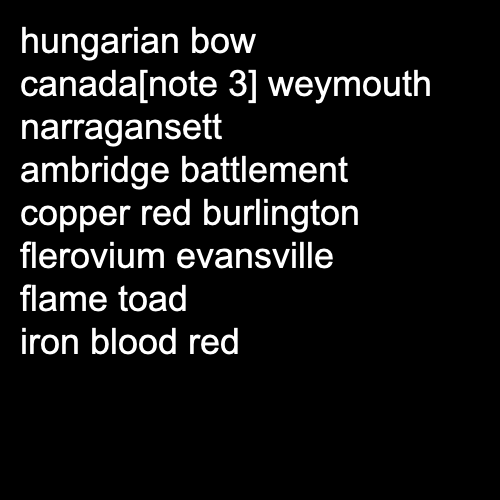 hungarian bow
canada[note 3] weymouth
narragansett
ambridge battlement
copper red burlington
flerovium evansville
flame toad
iron blood red